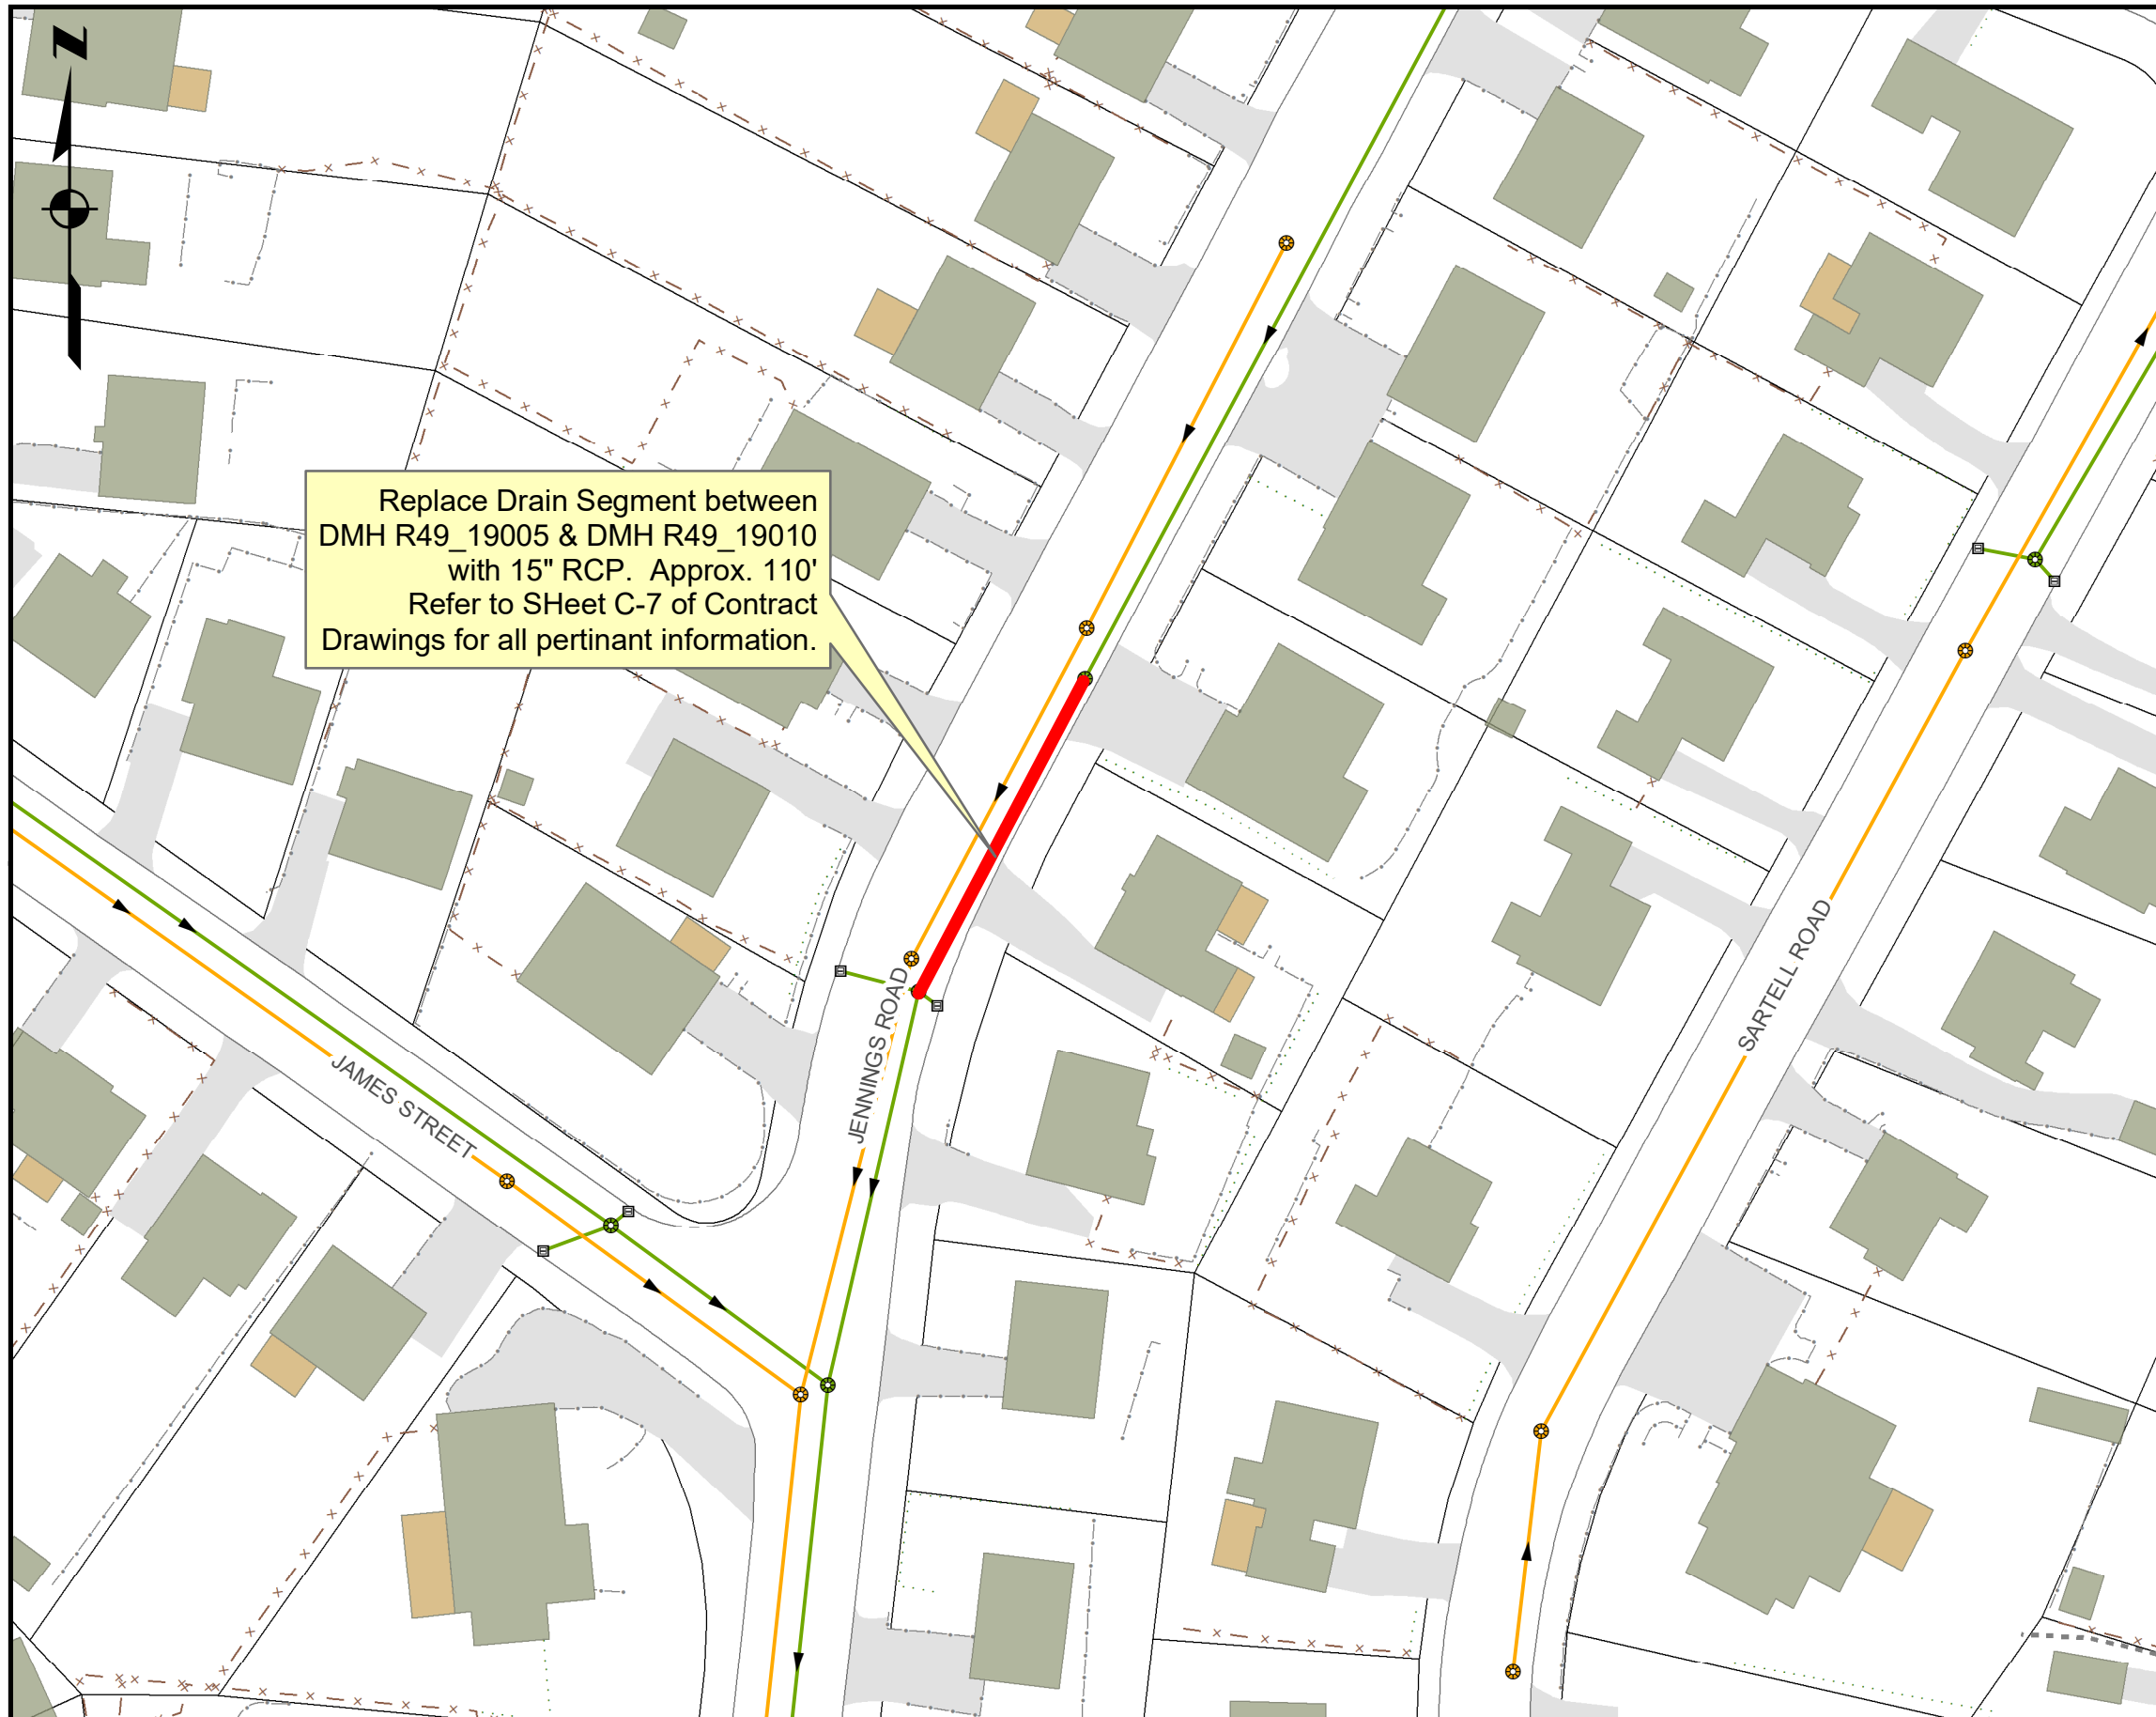 N
Replace Drain Segment between
DMH R49_19005 & DMH R49_19010
with 15" RCP.  Approx. 110'
Refer to SHeet C-7 of Contract
Drawings for all pertinant information.
JENNINGS ROAD
SARTELL ROAD
JAMES STREET